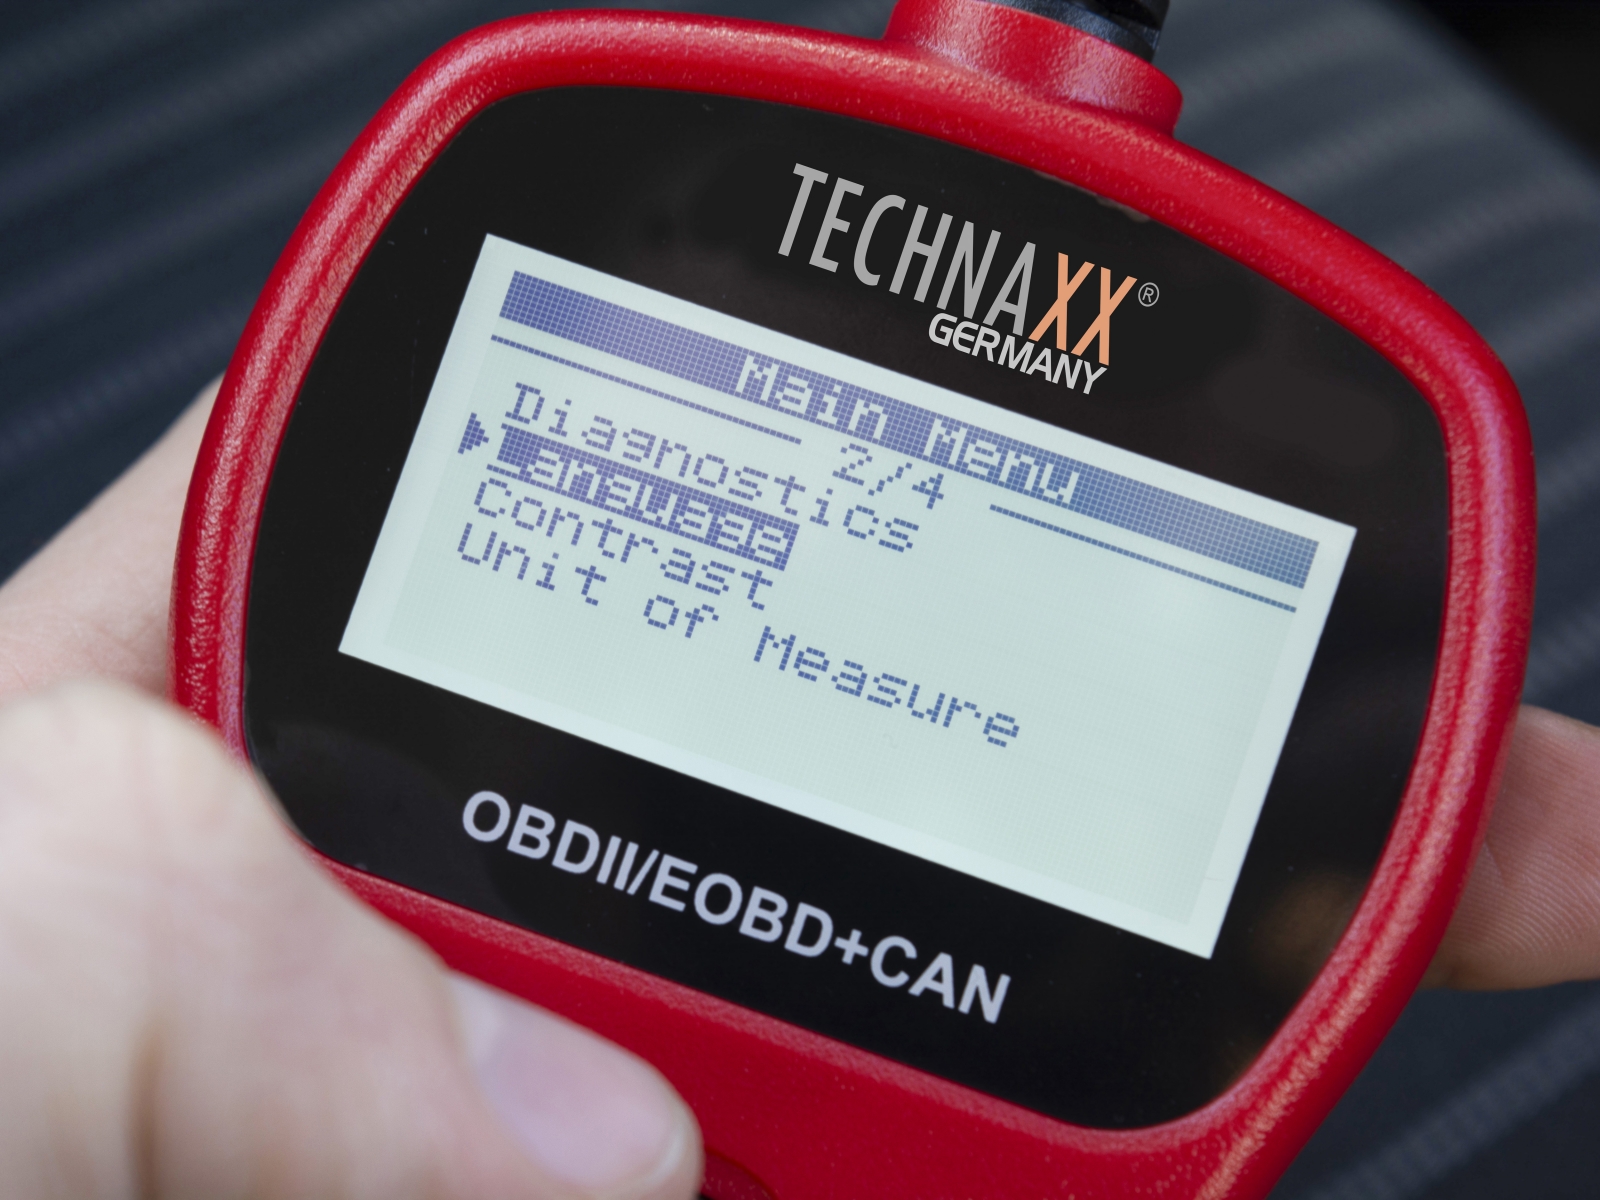 TECHNAXX®
GERMANY
Main Menu
2/4
Diagnostics
Language
Contrast
Unit of Measure
OBDII/EOBD+CAN